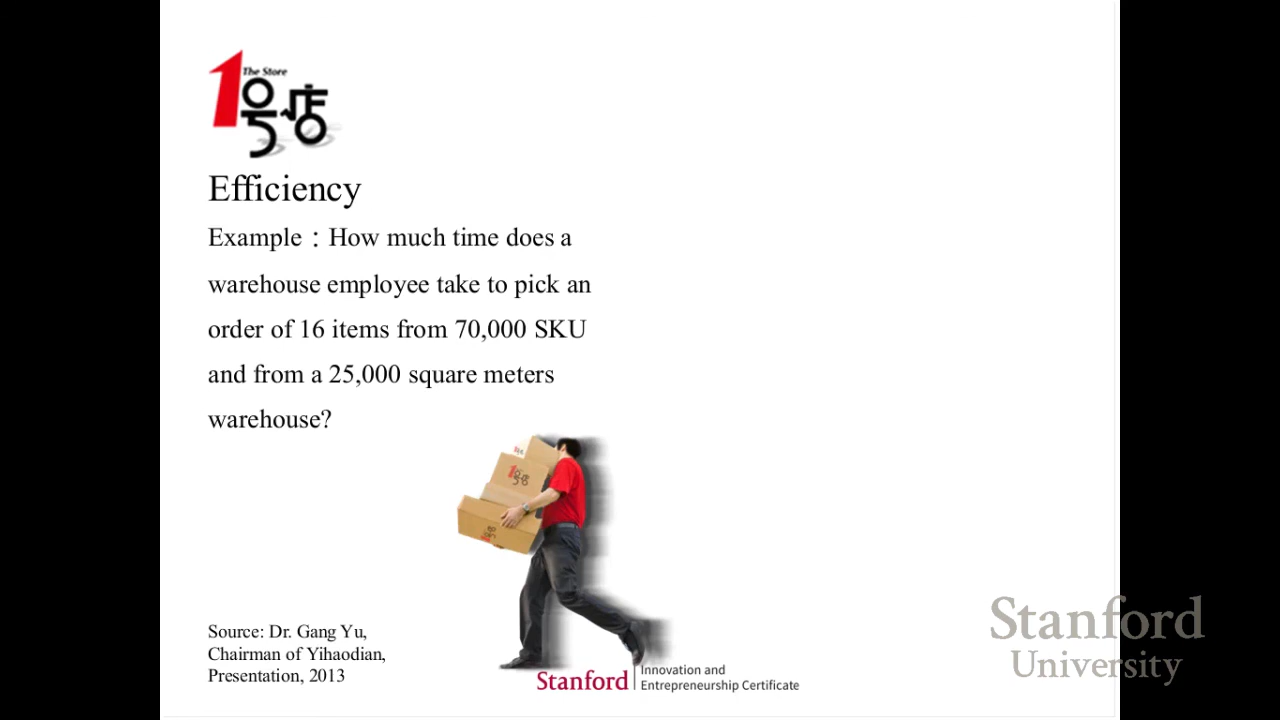 The Store
1号店
Efficiency
Example：How much time does a
warehouse employee take to pick an
order of 16 items from 70,000 SKU
and from a 25,000 square meters
warehouse?
Source: Dr. Gang Yu,
Chairman of Yihaodian,
Presentation, 2013
Stanford
Innovation and
Entrepreneurship Certificate
Stanford
University